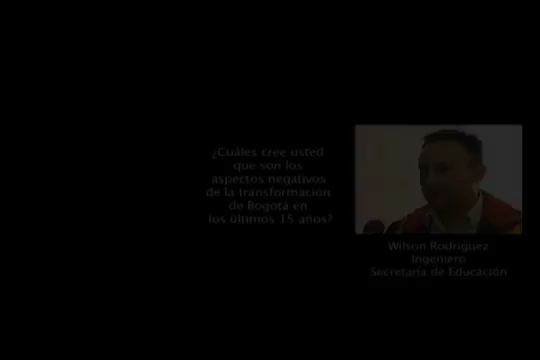 ¿Cuáles cree usted
que son los
aspectos negativos
de la transformación
de Bogotá en
los últimos 15 años?
Wilson Rodríguez
Ingeniero
Secretaría de Educación